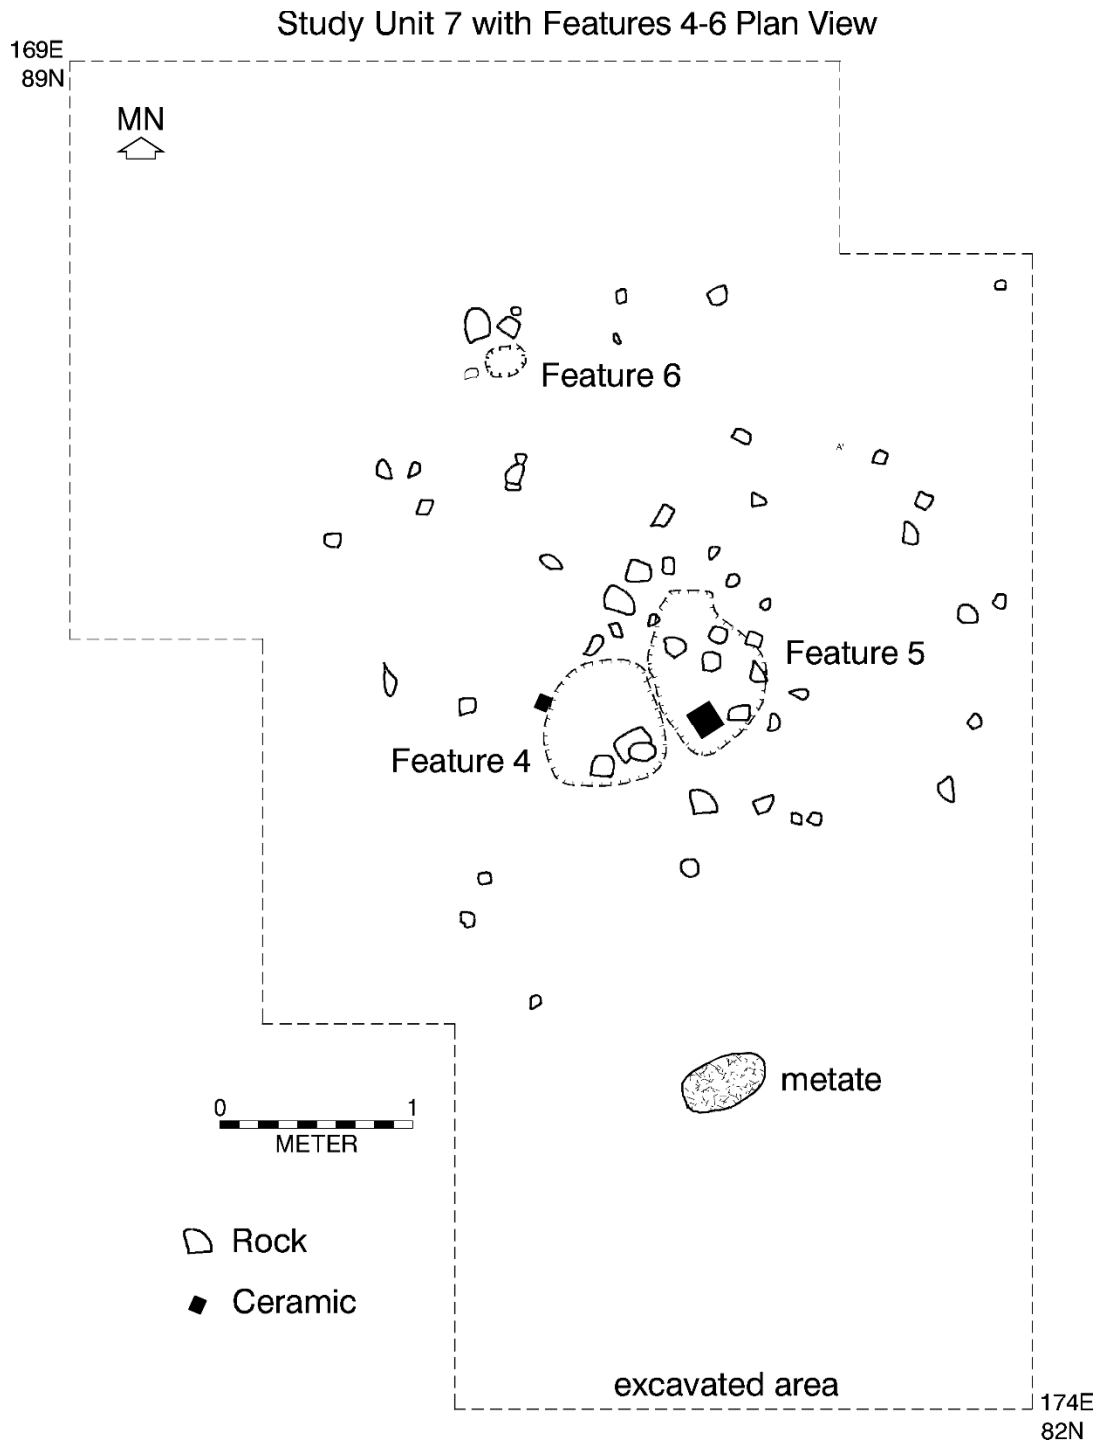 Study Unit 7 with Features 4-6 Plan View
169E
89N
MN
Feature 6
A'
Feature 5
Feature 4
metate
0 1
METER
Rock
Ceramic
excavated area
174E
82N